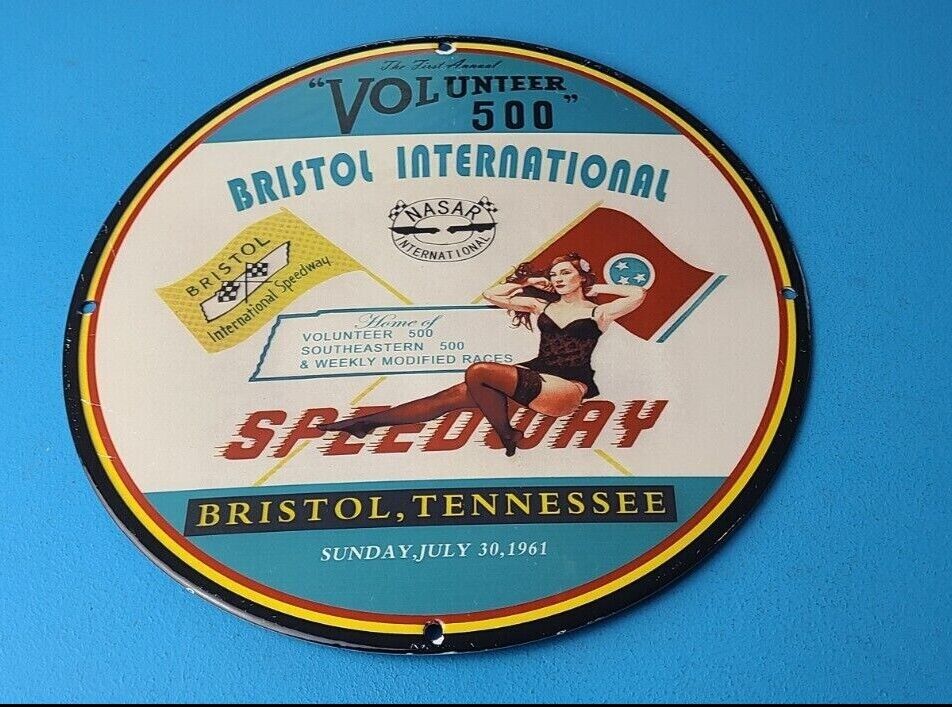 The First Annual
"VOLUNTEER
500"
BRISTOL INTERNATIONAL
NASAR
INTERNATIONAL
BRISTOL
International Speedway
Home of
VOLUNTEER 500
SOUTHEASTERN 500
& WEEKLY MODIFIED RACES
SPEEDWAY
BRISTOL, TENNESSEE
SUNDAY, JULY 30, 1961